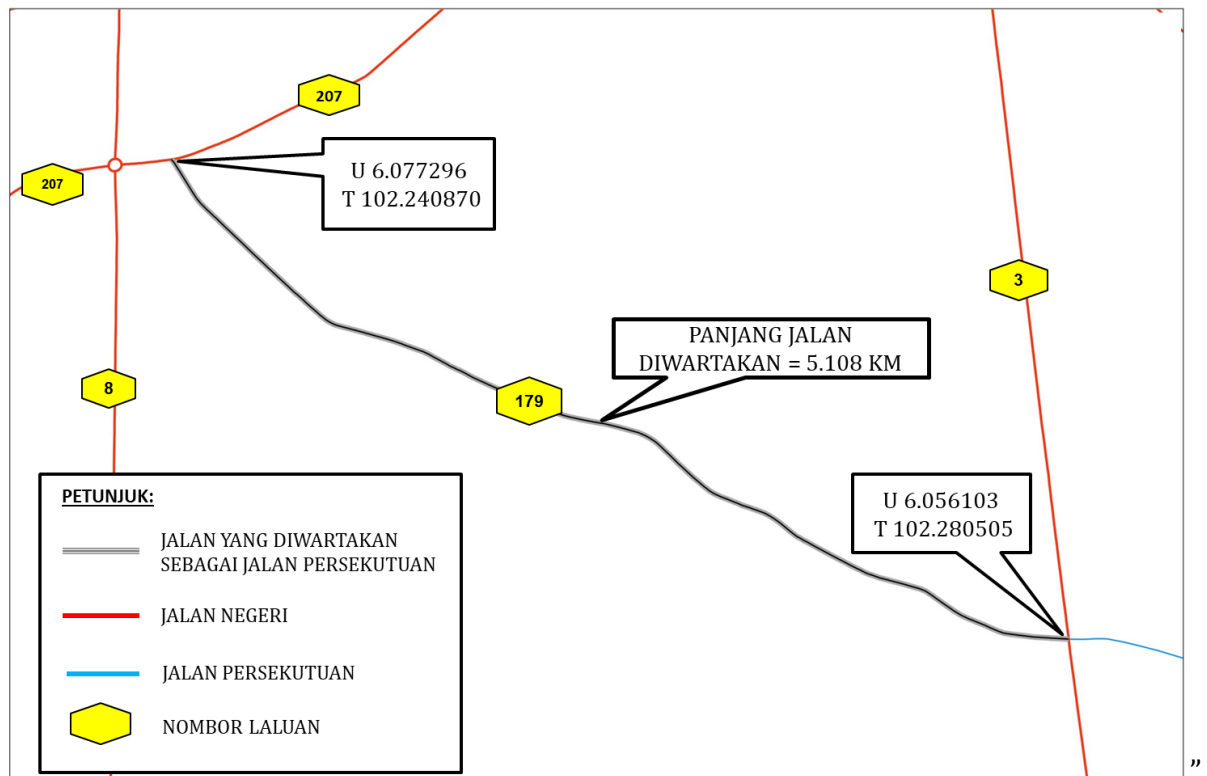 207
207
U 6.077296
T 102.240870
3
PANJANG JALAN
DIWARTAKAN = 5.108 KM
8
179
PETUNJUK:
JALAN YANG DIWARTAKAN
SEBAGAI JALAN PERSEKUTUAN
JALAN NEGERI
JALAN PERSEKUTUAN
NOMBOR LALUAN
U 6.056103
T 102.280505
”